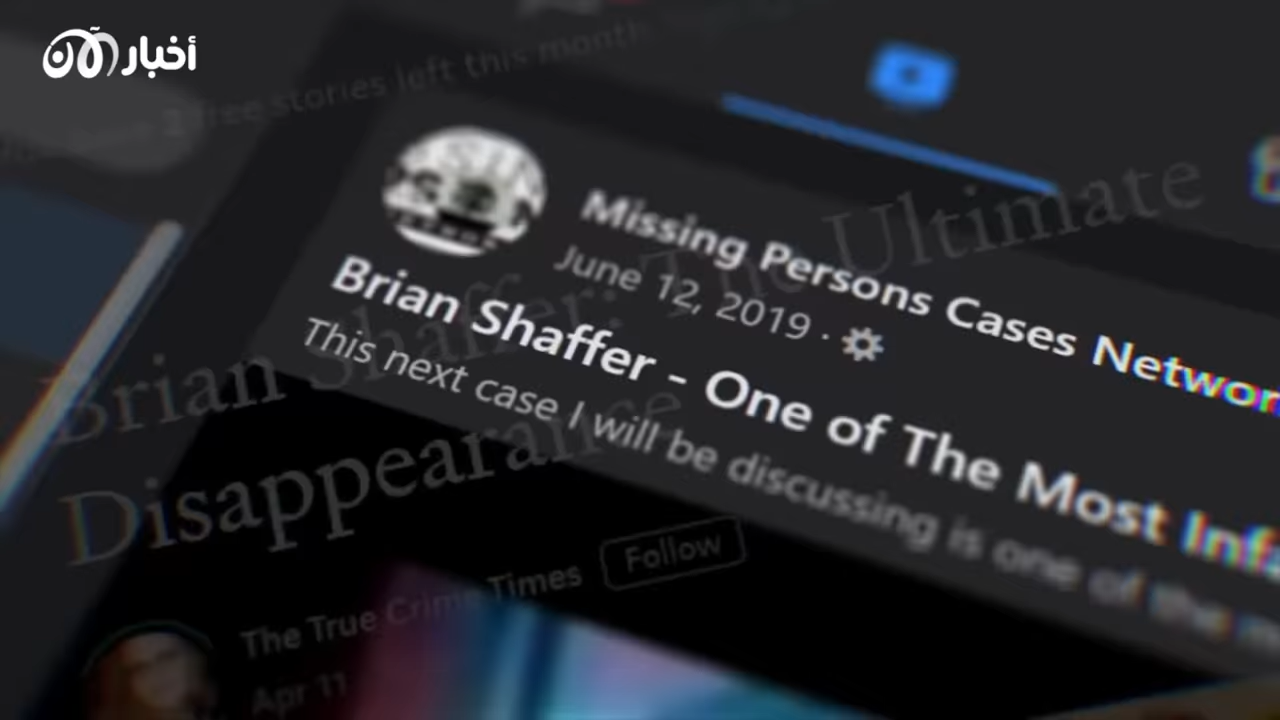 أخبار الآن
free stories left this month
Missing Persons Cases Networ
June 12, 2019 ·
Brian Shaffer - One of The Most Infa
This next case I will be discussing is one of the m
Brian Shaffer: The Ultimate
Disappearance
The True Crime Times Follow
Apr 11